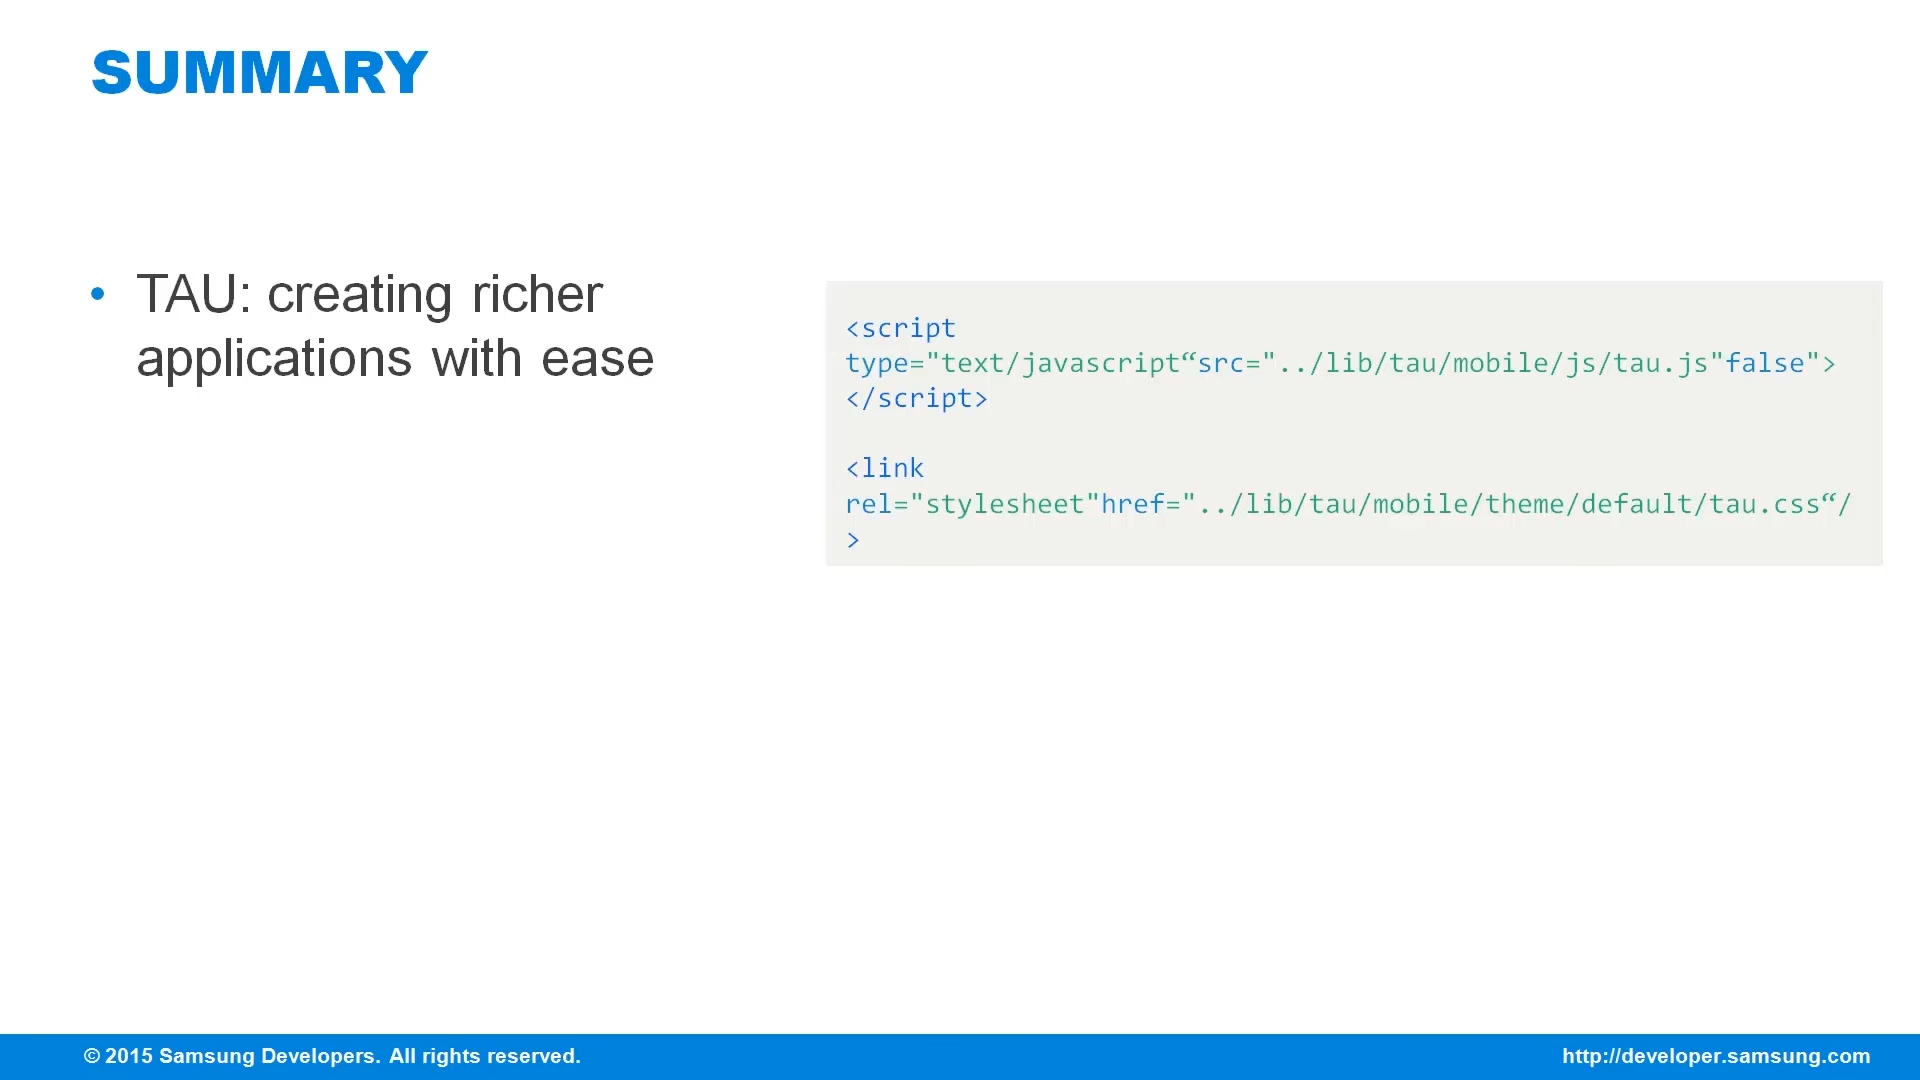 SUMMARY
• TAU: creating richer
applications with ease
<script
type="text/javascript“src="../lib/tau/mobile/js/tau.js"false">
</script>
<link
rel="stylesheet"href="../lib/tau/mobile/theme/default/tau.css“/
>
© 2015 Samsung Developers. All rights reserved.
http://developer.samsung.com